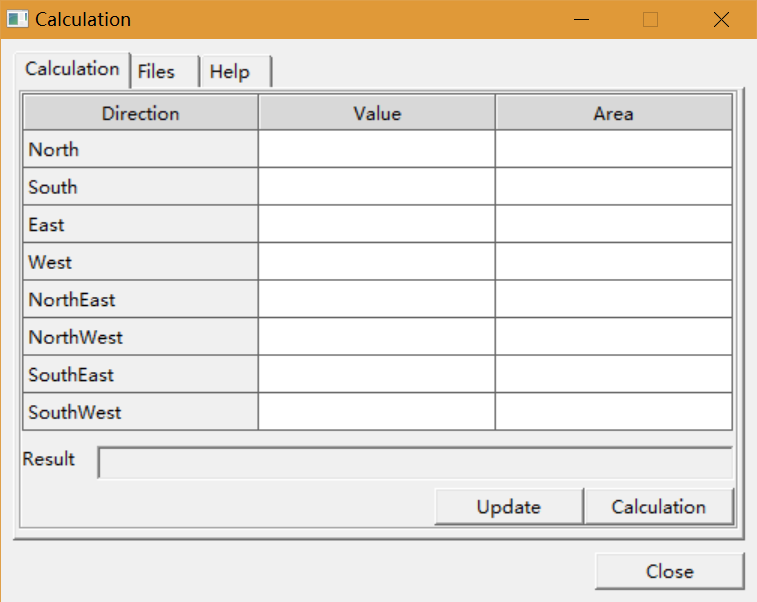 Calculation
Calculation Files Help
Direction Value Area
North
South
East
West
NorthEast
NorthWest
SouthEast
SouthWest
Result
Update Calculation
Close